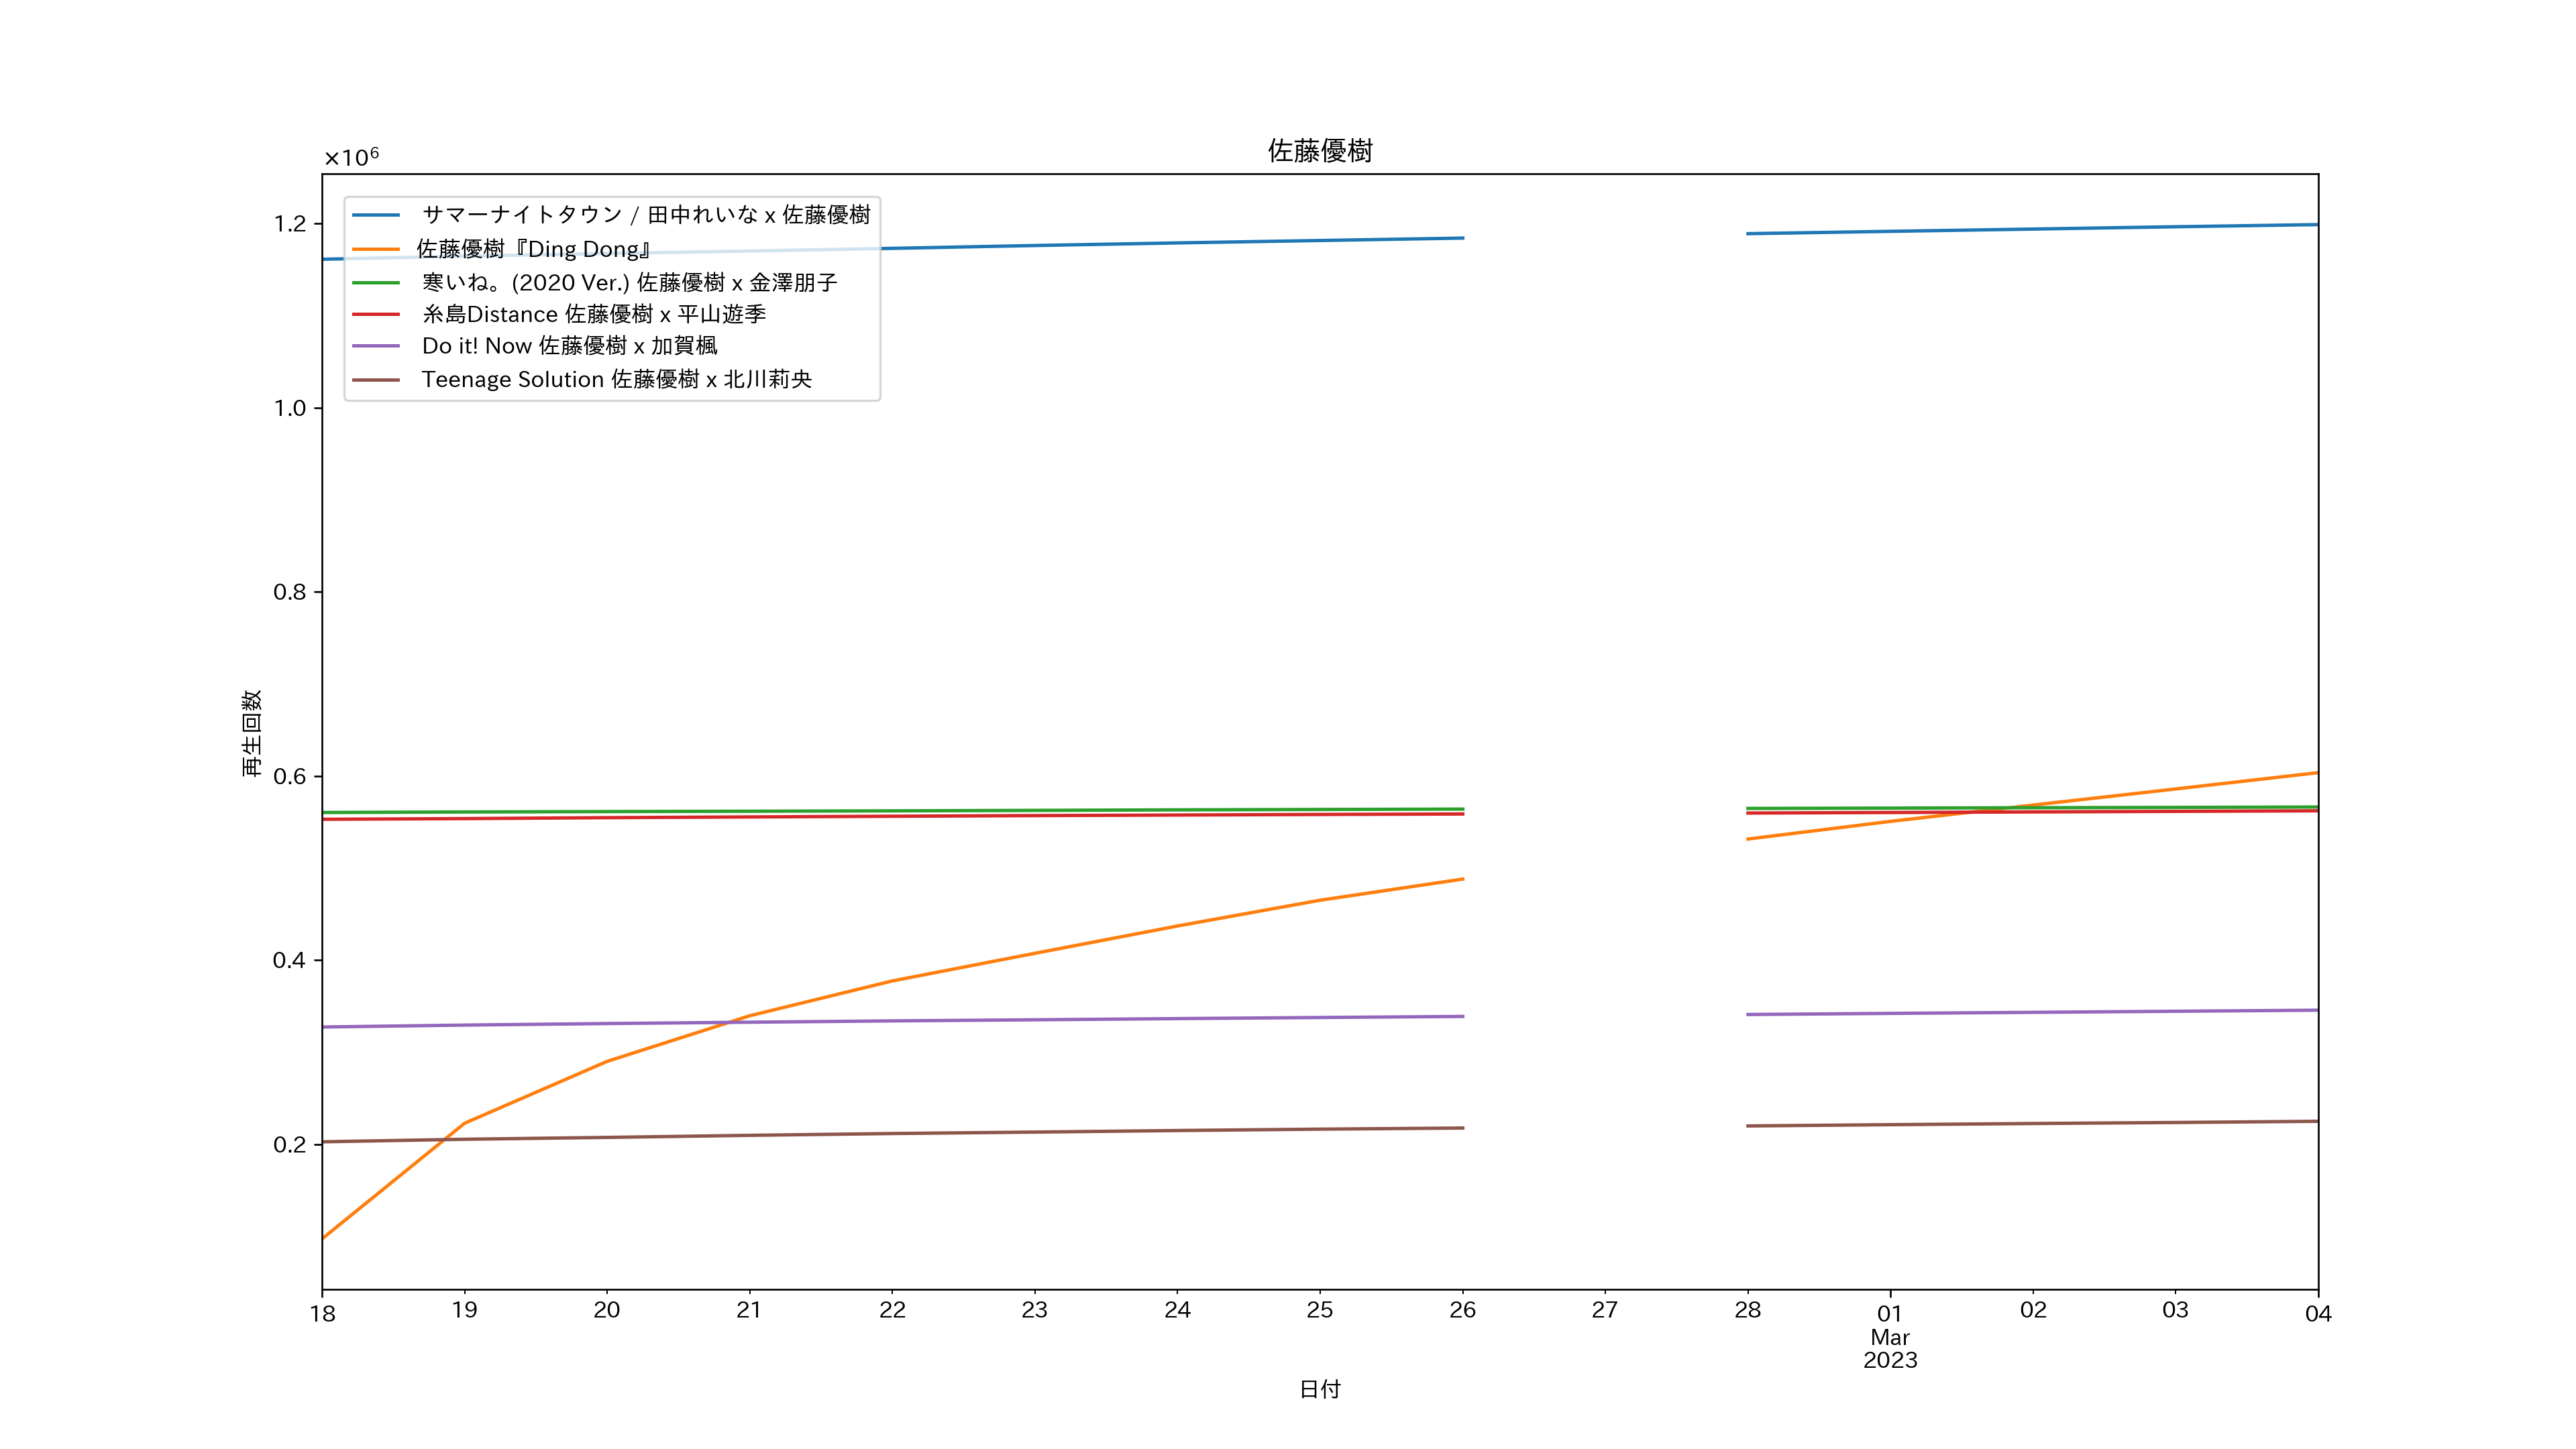 佐藤優樹
×10⁶
サマーナイトタウン / 田中れいな x 佐藤優樹
佐藤優樹『Ding Dong』
寒いね。(2020 Ver.) 佐藤優樹 x 金澤朋子
糸島Distance 佐藤優樹 x 平山遊季
Do it! Now 佐藤優樹 x 加賀楓
Teenage Solution 佐藤優樹 x 北川莉央
1.2
1.0
0.8
0.6
0.4
0.2
再生回数
18 19 20 21 22 23 24 25 26 27 28 01 02 03 04
Mar
2023
日付